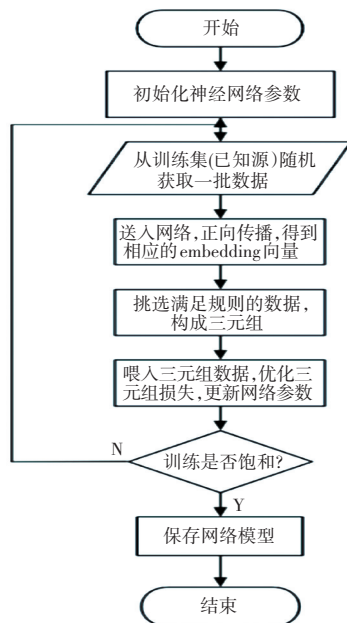 开始
初始化神经网络参数
从训练集(已知源)随机
获取一批数据
送入网络,正向传播,得到
相应的embedding向量
挑选满足规则的数据,
构成三元组
喂入三元组数据,优化三
元组损失,更新网络参数
N
训练是否饱和?
Y
保存网络模型
结束